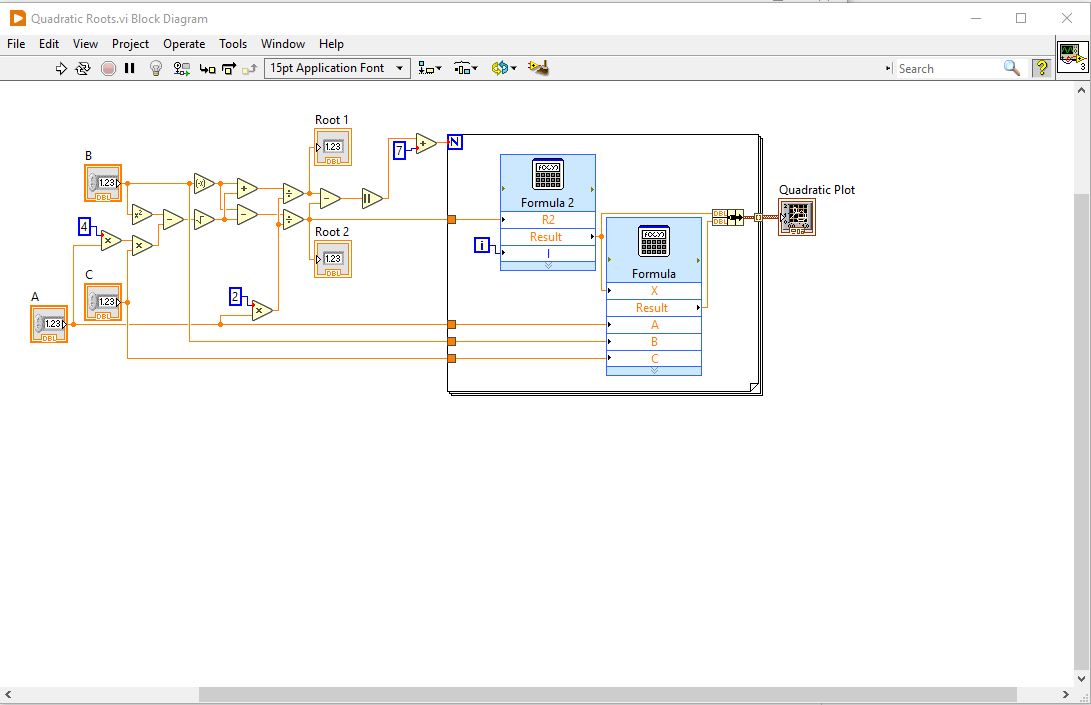 Quadratic Roots.vi Block Diagram
File Edit View Project Operate Tools Window Help
15pt Application Font
Search
?
3
Root 1
1.23
DBL
B
1.23
DBL
(-x)
+
÷
x²
−
√
−
÷
−
||
7
+
N
4
×
×
Root 2
1.23
DBL
C
1.23
DBL
A
1.23
DBL
2
×
f(x,y)
Formula 2
R2
Result
I
i
f(x,y)
Formula
X
Result
A
B
C
DBL
DBL
Quadratic Plot